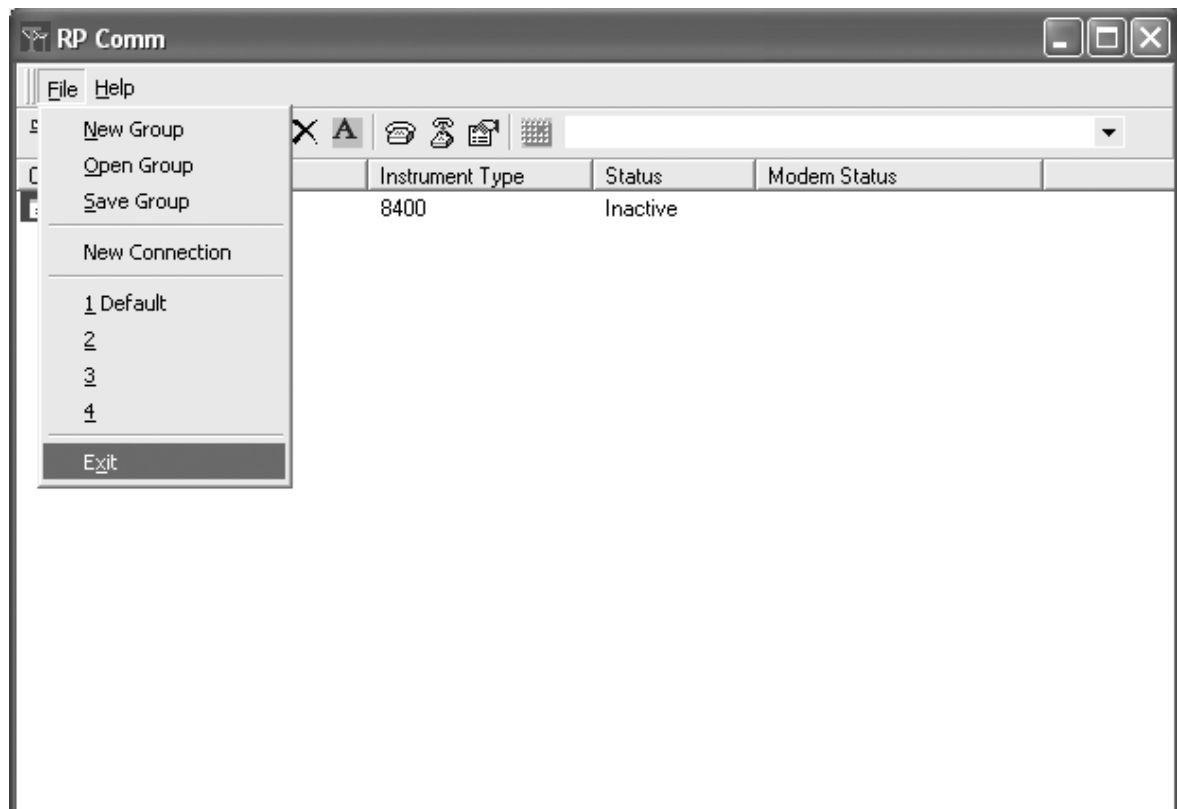 RP Comm
File Help
New Group
Open Group
Save Group
New Connection
1 Default
2
3
4
Exit
A
Instrument Type Status Modem Status
8400 Inactive